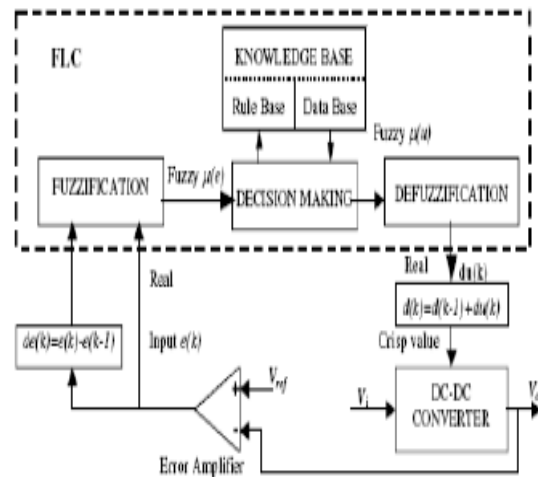 FLC
KNOWLEDGE BASE
Rule Base
Data Base
Fuzzy μ(u)
FUZZIFICATION
Fuzzy μ(e)
DECISION MAKING
DEFUZZIFICATION
Real
Real
du(k)
de(k)=e(k)-e(k-1)
Input e(k)
d(k)=d(k-1)+du(k)
Crisp value
Vref
Vi
DC-DC
CONVERTER
Vo
Error Amplifier